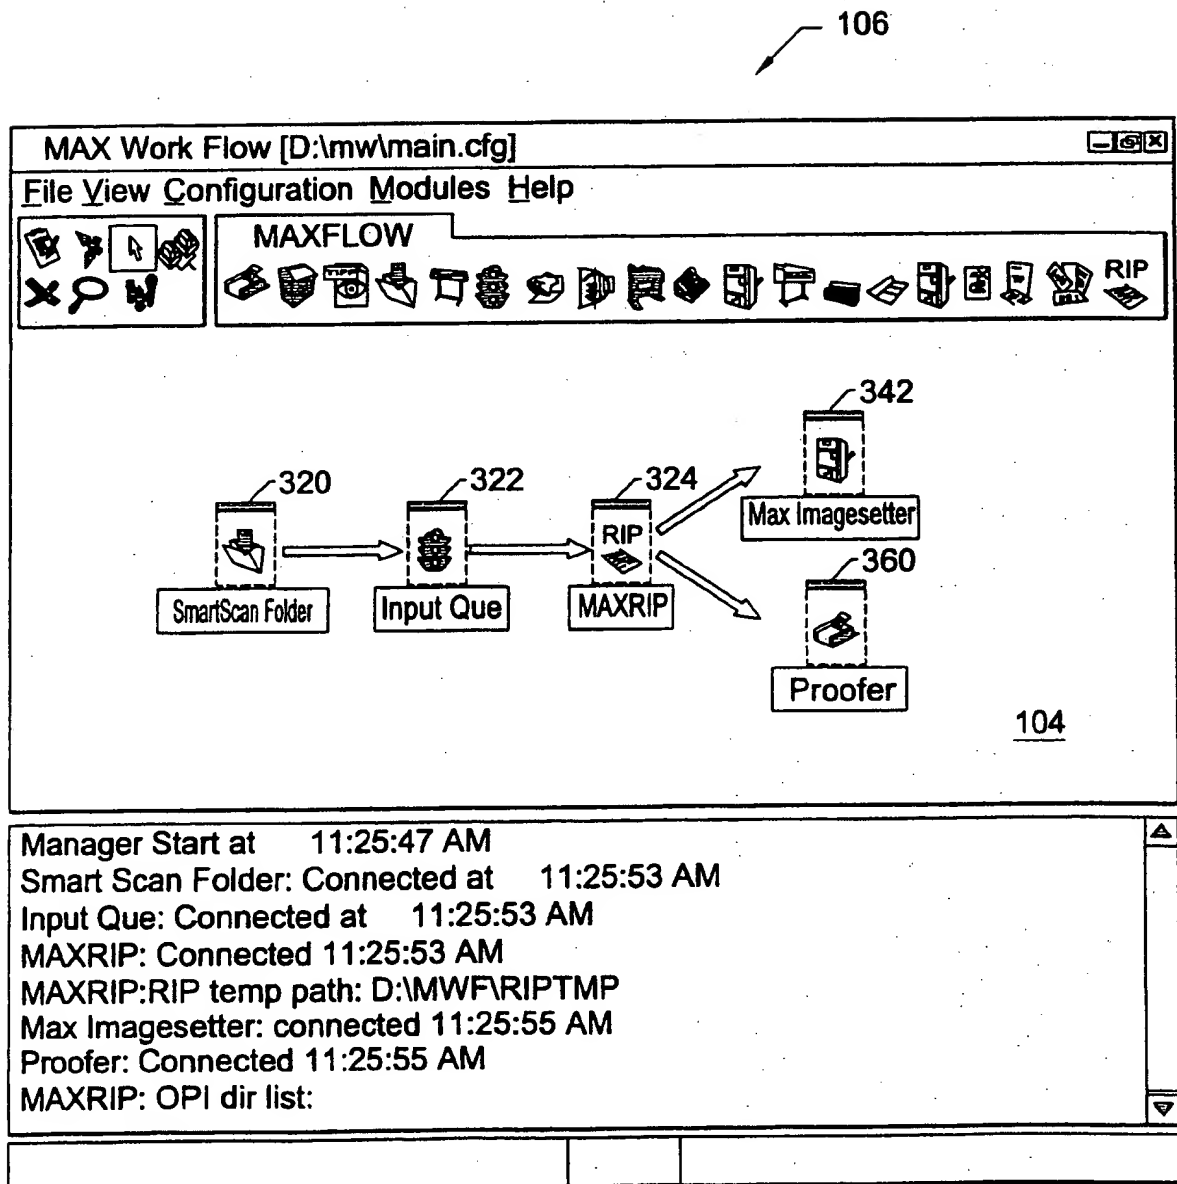 106
MAX Work Flow [D:\mw\main.cfg]
File View Configuration Modules Help
MAXFLOW
TIFF
RIP
342
320
322
324
RIP
Max Imagesetter
360
SmartScan Folder
Input Que
MAXRIP
Proofer
104
Manager Start at 11:25:47 AM
Smart Scan Folder: Connected at 11:25:53 AM
Input Que: Connected at 11:25:53 AM
MAXRIP: Connected 11:25:53 AM
MAXRIP:RIP temp path: D:\MWF\RIPTMP
Max Imagesetter: connected 11:25:55 AM
Proofer: Connected 11:25:55 AM
MAXRIP: OPI dir list: